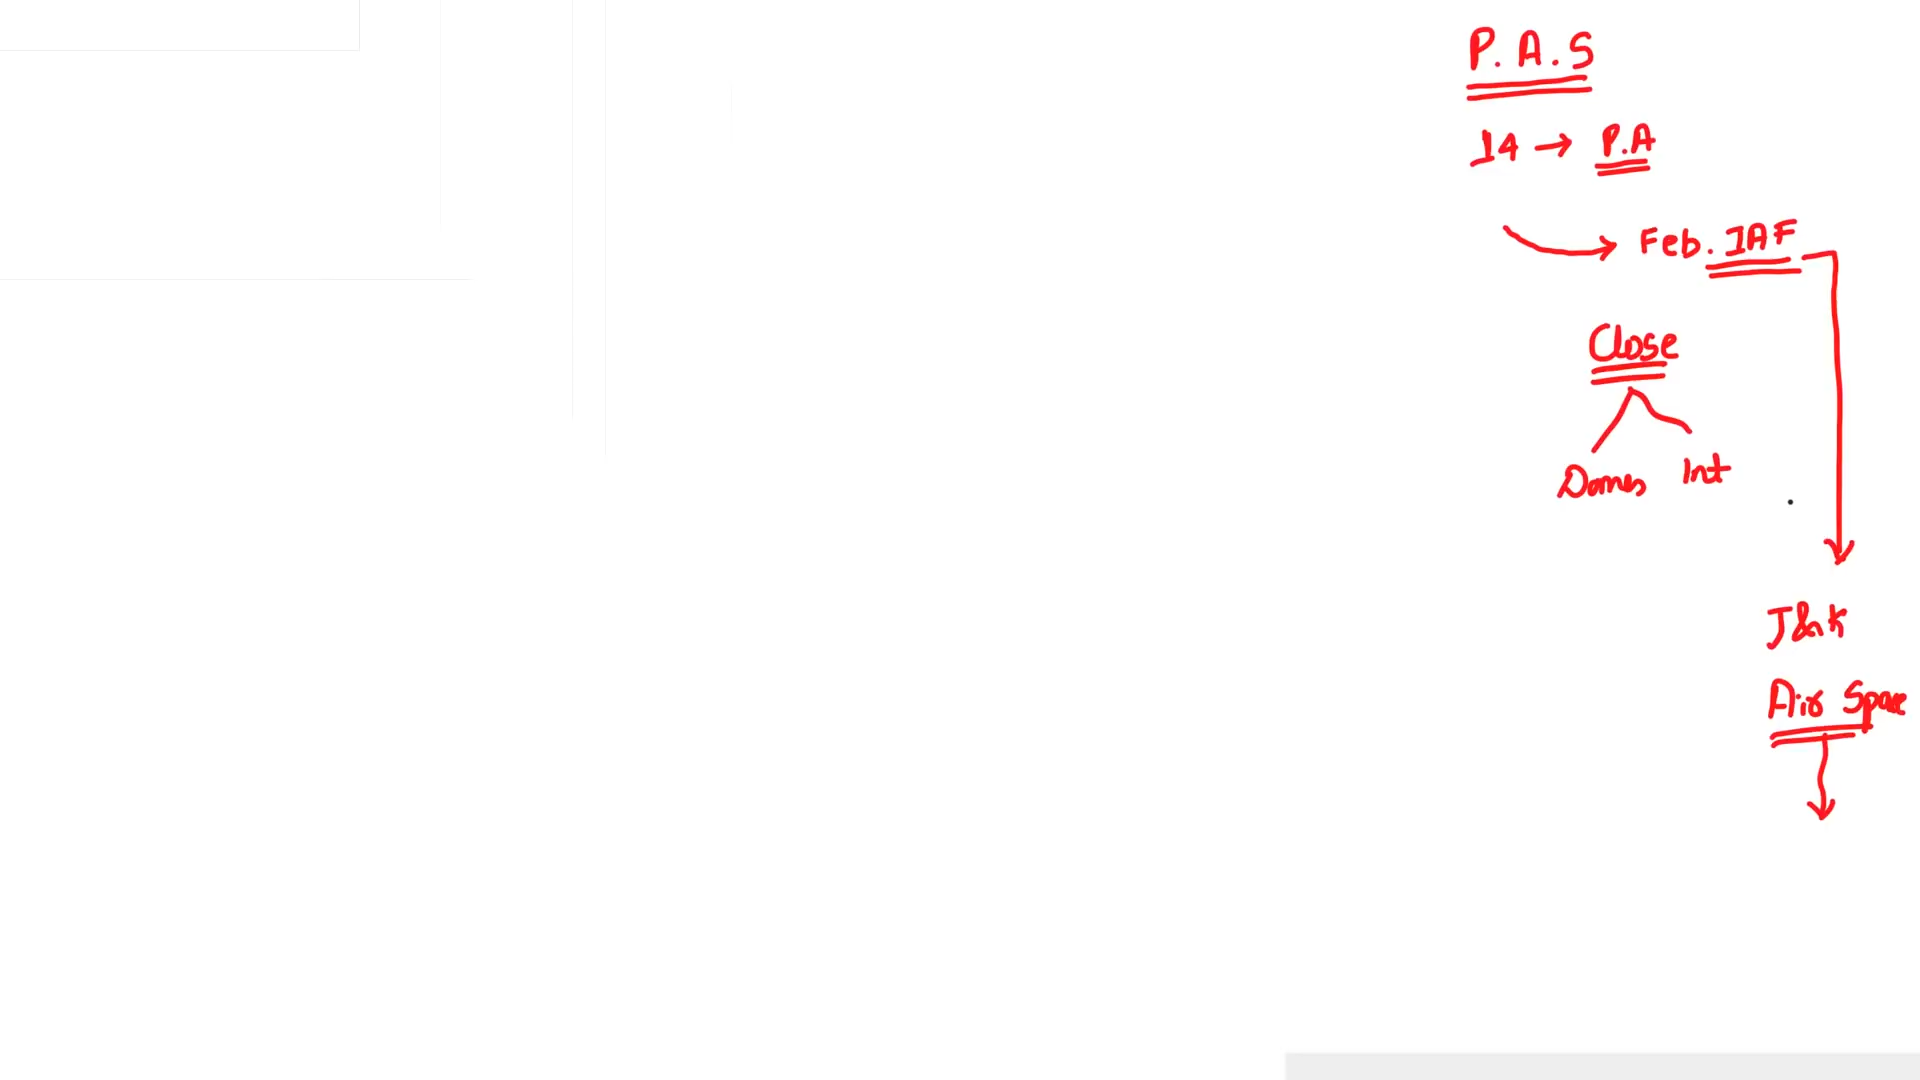 P.A.S
14 → P.A
→ Feb. IAF
Close
Domes Int
J&K
Air Space